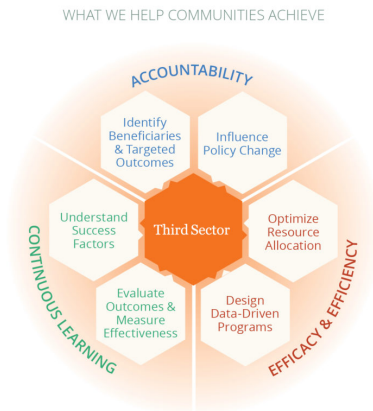 WHAT WE HELP COMMUNITIES ACHIEVE
ACCOUNTABILITY
Identify
Beneficiaries
& Targeted
Outcomes
Influence
Policy Change
Understand
Success
Factors
Third Sector
Optimize
Resource
Allocation
Evaluate
Outcomes &
Measure
Effectiveness
Design
Data-Driven
Programs
CONTINUOUS LEARNING
EFFICACY & EFFICIENCY